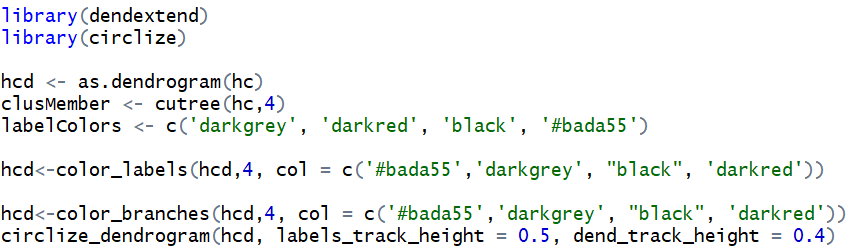 library(dendextend)
library(circlize)
hcd <- as.dendrogram(hc)
clusMember <- cutree(hc,4)
labelColors <- c('darkgrey', 'darkred', 'black', '#bada55')
hcd<-color_labels(hcd,4, col = c('#bada55','darkgrey', "black", 'darkred'))
hcd<-color_branches(hcd,4, col = c('#bada55','darkgrey', "black", 'darkred'))
circlize_dendrogram(hcd, labels_track_height = 0.5, dend_track_height = 0.4)